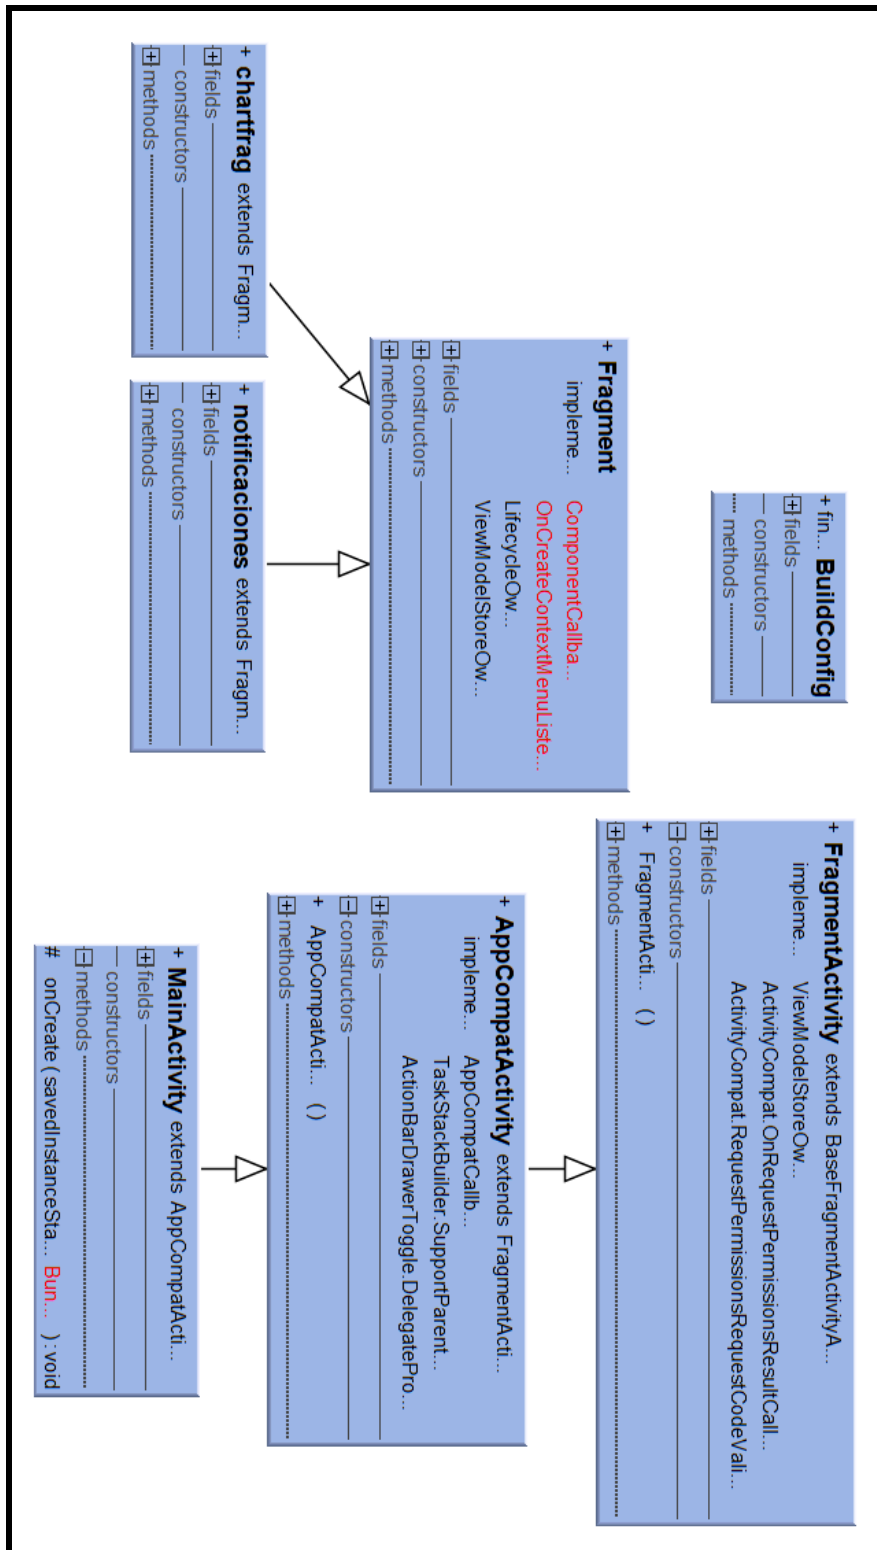 + fin... BuildConfig
+ fields
constructors
methods
+ Fragment
impleme... ComponentCallba...
OnCreateContextMenuListe...
LifecycleOw...
ViewModelStoreOw...
+ fields
+ constructors
+ methods
+ chartfrag extends Fragm...
+ fields
constructors
+ methods
+ notificaciones extends Fragm...
+ fields
constructors
+ methods
+ FragmentActivity extends BaseFragmentActivityA...
impleme... ViewModelStoreOw...
ActivityCompat.OnRequestPermissionsResultCall...
ActivityCompat.RequestPermissionsRequestCodeVali...
+ fields
- constructors
+ FragmentActi... ()
+ methods
+ AppCompatActivity extends FragmentActi...
impleme... AppCompatCallb...
TaskStackBuilder.SupportParent...
ActionBarDrawerToggle.DelegatePro...
+ fields
- constructors
+ AppCompatActi... ()
+ methods
+ MainActivity extends AppCompatActi...
+ fields
constructors
- methods
# onCreate ( savedInstanceSta... Bun... ) : void